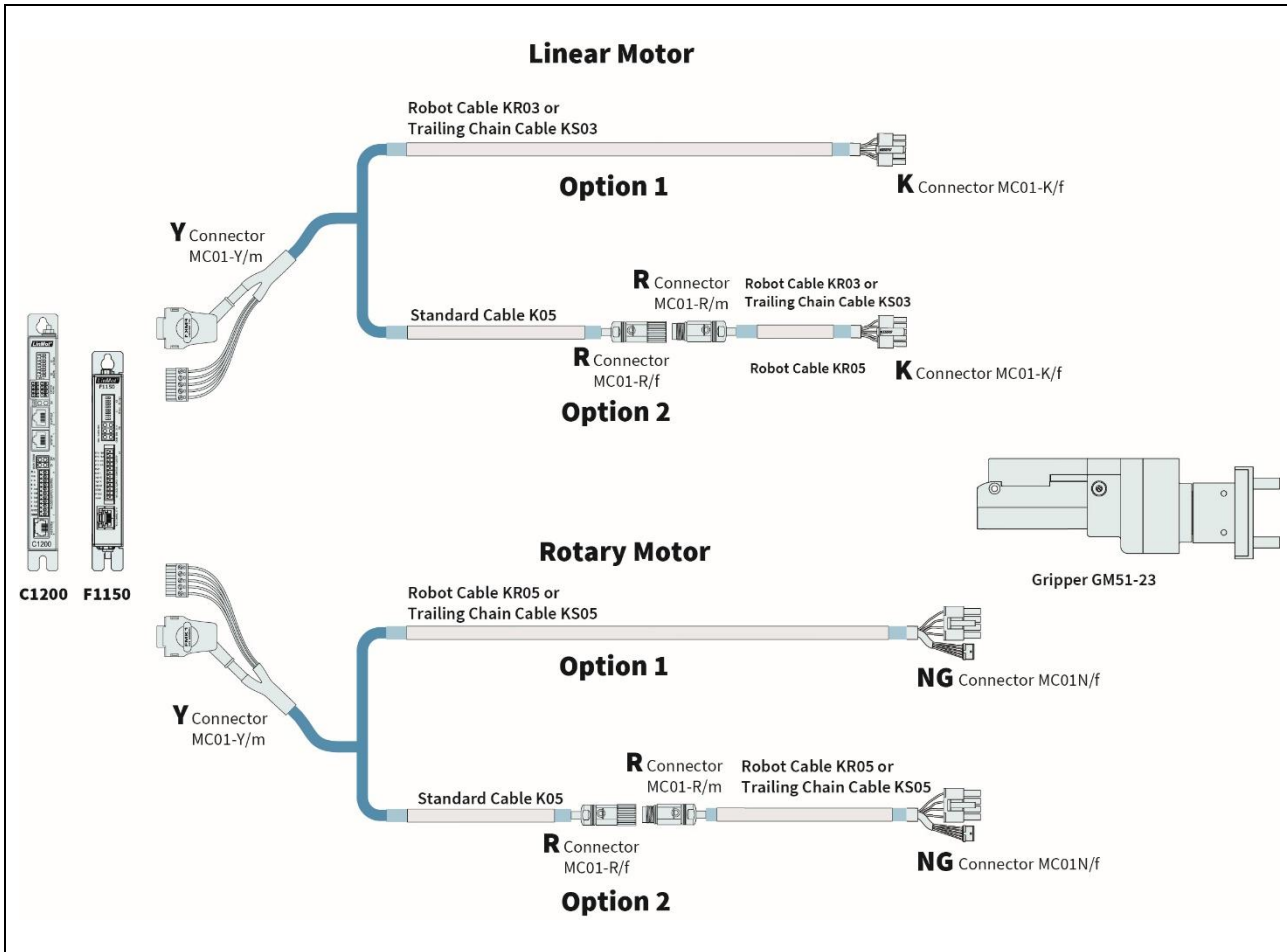 Linear Motor
Robot Cable KR03 or
Trailing Chain Cable KS03
Option 1
K Connector MC01-K/f
Y Connector
MC01-Y/m
R Connector
MC01-R/m
Robot Cable KR03 or
Trailing Chain Cable KS03
Standard Cable K05
R Connector
MC01-R/f
Robot Cable KR05
K Connector MC01-K/f
Option 2
LinMot
LinMot
F1150
C1200
C1200 F1150
Gripper GM51-23
Rotary Motor
Robot Cable KR05 or
Trailing Chain Cable KS05
Option 1
NG Connector MC01N/f
Y Connector
MC01-Y/m
R Connector
MC01-R/m
Robot Cable KR05 or
Trailing Chain Cable KS05
Standard Cable K05
R Connector
MC01-R/f
NG Connector MC01N/f
Option 2